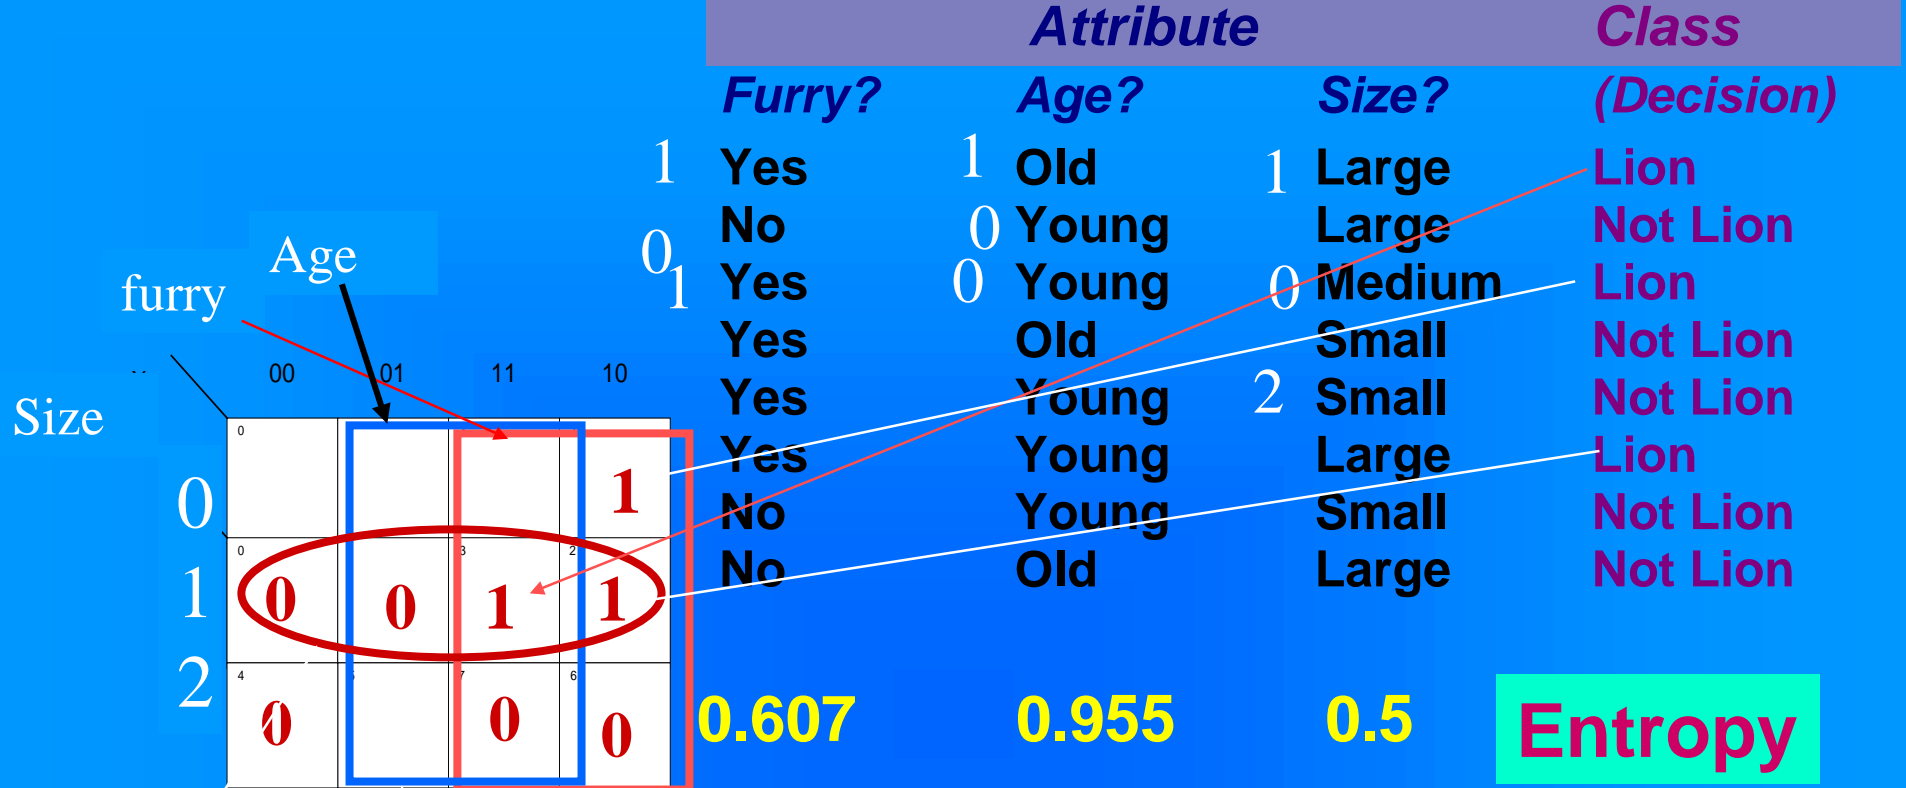 Attribute Class
Furry? Age? Size? (Decision)
1 Yes 1 Old 1 Large Lion
No 0 Young Large Not Lion
0
1 Yes 0 Young 0 Medium Lion
Yes Old Small Not Lion
Yes Young 2 Small Not Lion
Yes Young Large Lion
No Young Small Not Lion
No Old Large Not Lion
0.607 0.955 0.5 Entropy
Age
furry
00 01 11 10
Size
0
0 1
0 3 2
1 0 0 1 1
4 7 6
2 0 0 0